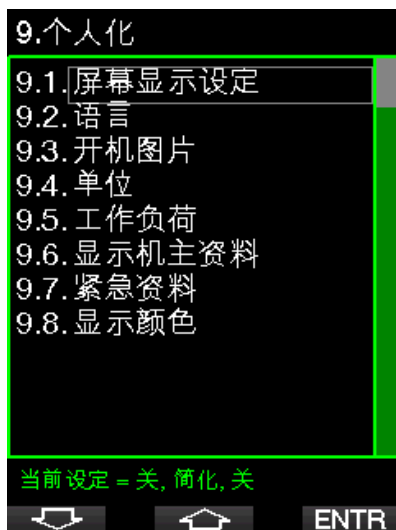 9.个人化
9.1.屏幕显示设定
9.2.语言
9.3.开机图片
9.4.单位
9.5.工作负荷
9.6.显示机主资料
9.7.紧急资料
9.8.显示颜色
当前设定 = 关, 简化, 关
ENTR